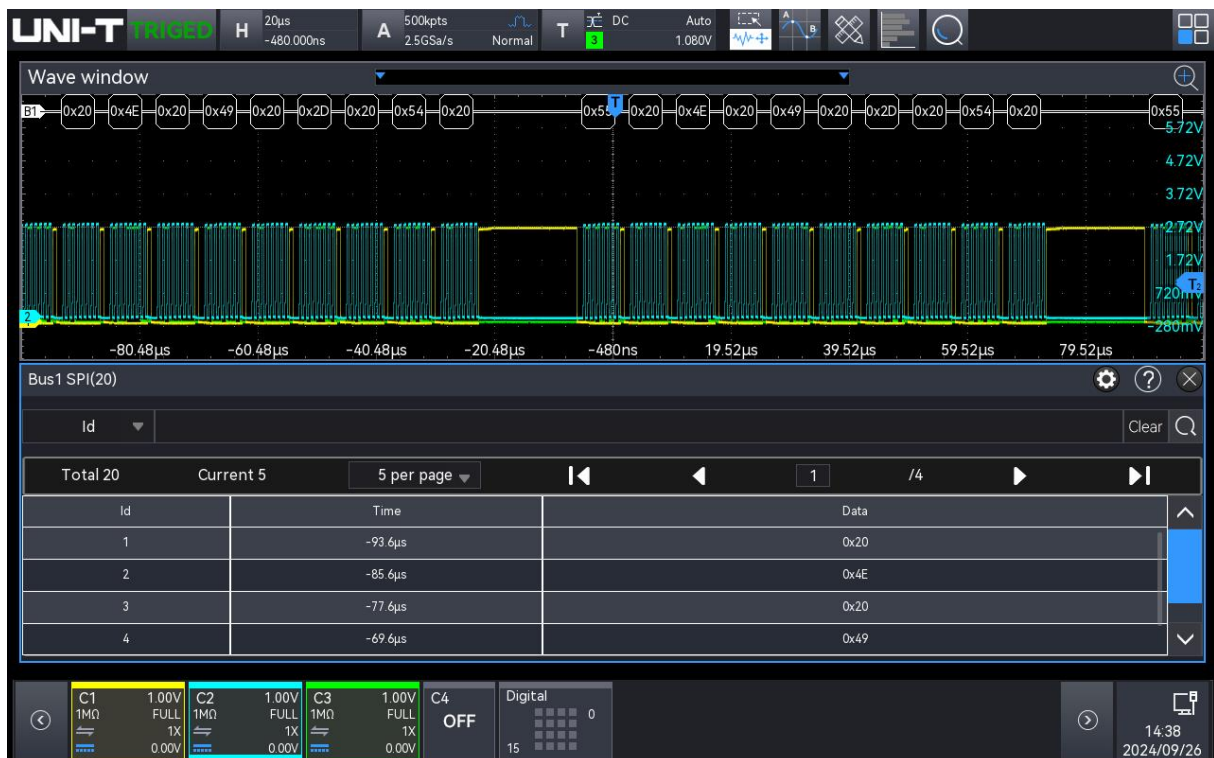 UNI-T TRIGED H 20µs -480.000ns A 500kpts 2.5GSa/s Normal T DC 3 Auto 1.080V A B
Wave window
B1 0x20 0x4E 0x20 0x49 0x20 0x2D 0x20 0x54 0x20 0x55 T 0x20 0x4E 0x20 0x49 0x20 0x2D 0x20 0x54 0x20 0x55
5.72V
4.72V
3.72V
2.72V
1.72V
T2
720mV
2
-280mV
-80.48µs -60.48µs -40.48µs -20.48µs -480ns 19.52µs 39.52µs 59.52µs 79.52µs
Bus1 SPI(20)
Id Clear
Total 20 Current 5 5 per page 1 /4
Id Time Data
1 -93.6µs 0x20
2 -85.6µs 0x4E
3 -77.6µs 0x20
4 -69.6µs 0x49
C1 1.00V C2 1.00V C3 1.00V C4 Digital
1MΩ FULL 1MΩ FULL 1MΩ FULL OFF 0
1X 1X 1X
0.00V 0.00V 0.00V 15
14:38
2024/09/26